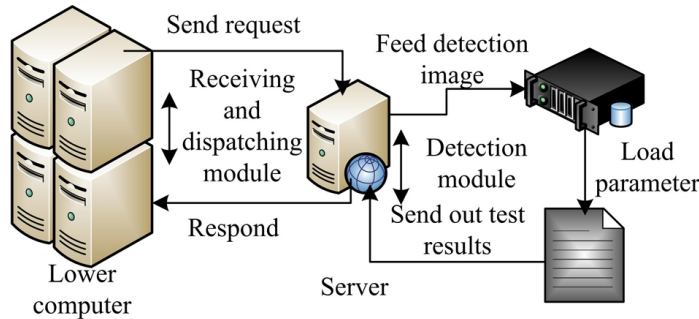 Send request
Receiving
and
dispatching
module
Respond
Lower
computer
Server
Feed detection
image
Detection
module
Send out test
results
Load
parameter